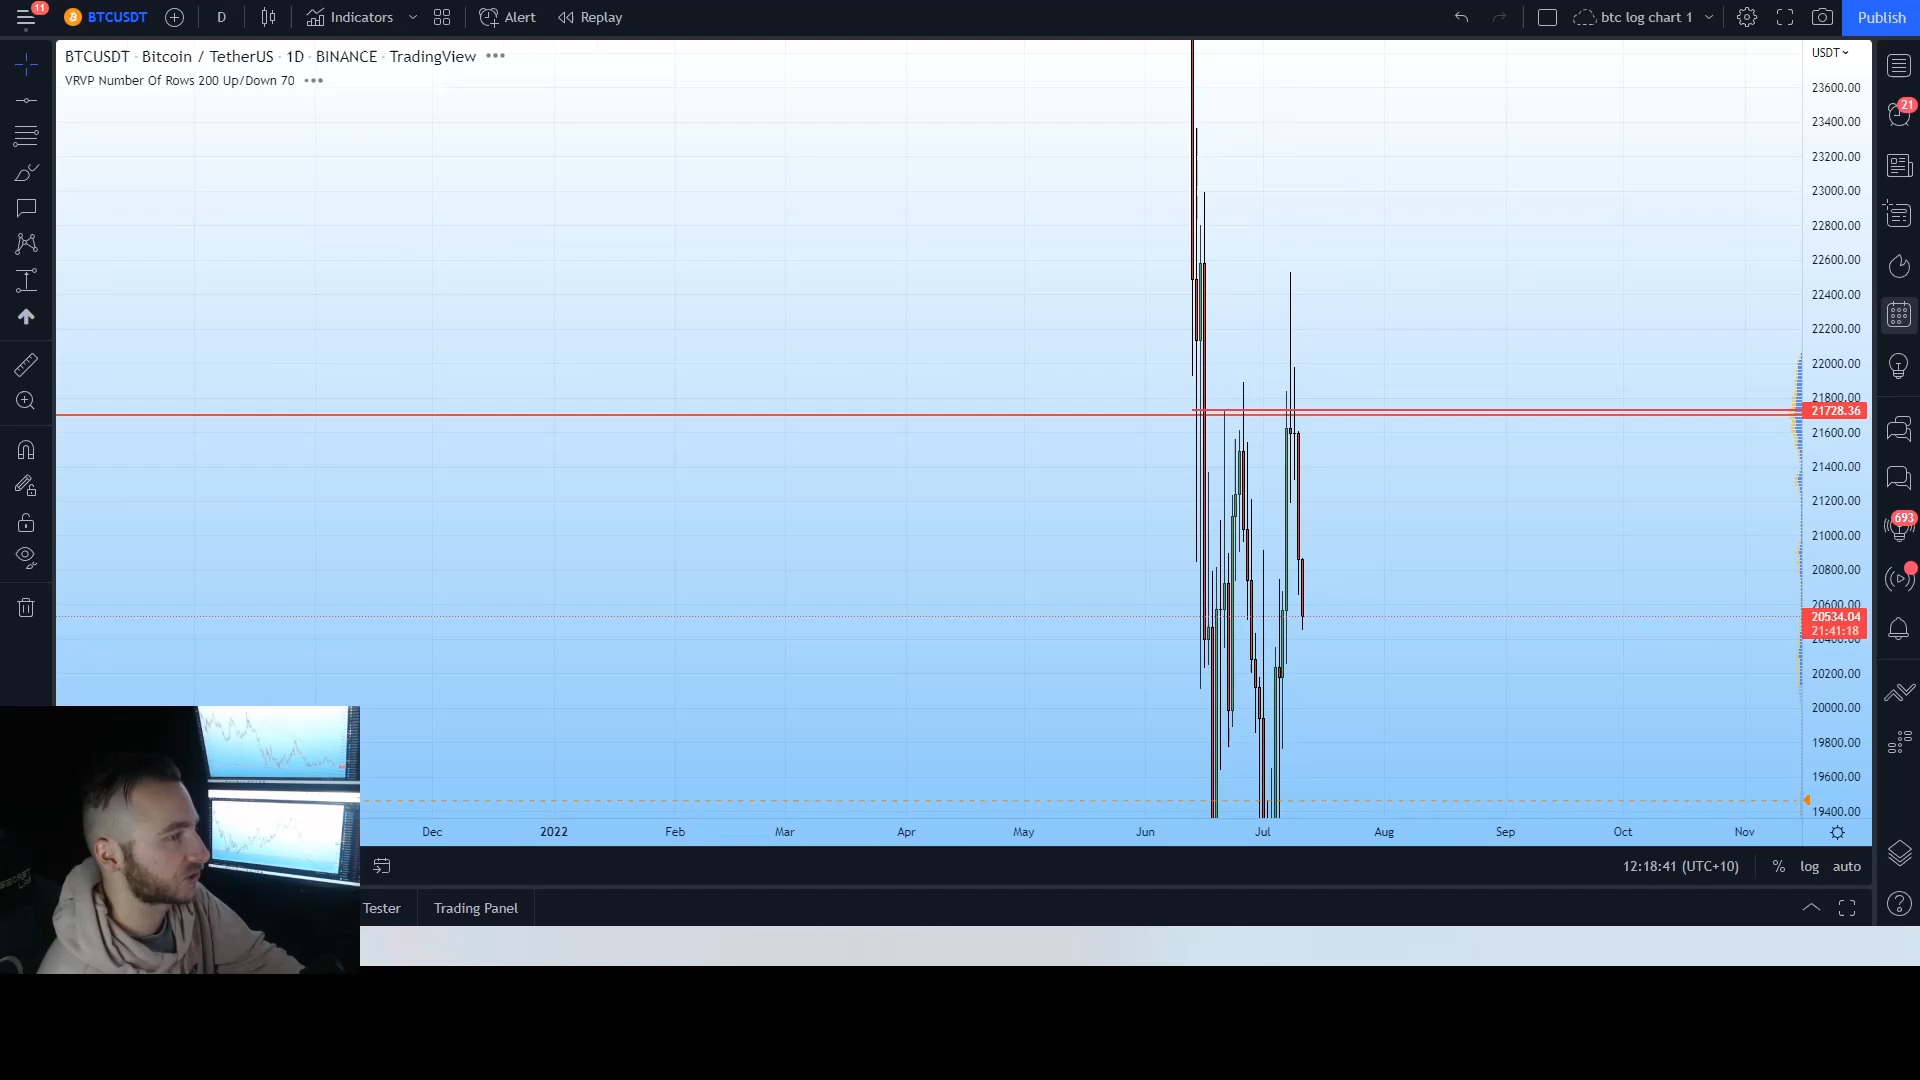 11
BTCUSDT
D
Indicators
Alert
Replay
btc log chart 1
Publish
BTCUSDT · Bitcoin / TetherUS · 1D · BINANCE · TradingView
VRVP Number Of Rows 200 Up/Down 70
USDT
23600.00
23400.00
23200.00
23000.00
22800.00
22600.00
22400.00
22200.00
22000.00
21800.00
21728.36
21600.00
21400.00
21200.00
21000.00
20800.00
20600.00
20534.04
21:41:18
20400.00
20200.00
20000.00
19800.00
19600.00
19400.00
21
693
Dec
2022
Feb
Mar
Apr
May
Jun
Jul
Aug
Sep
Oct
Nov
12:18:41 (UTC+10)
%
log
auto
Tester
Trading Panel